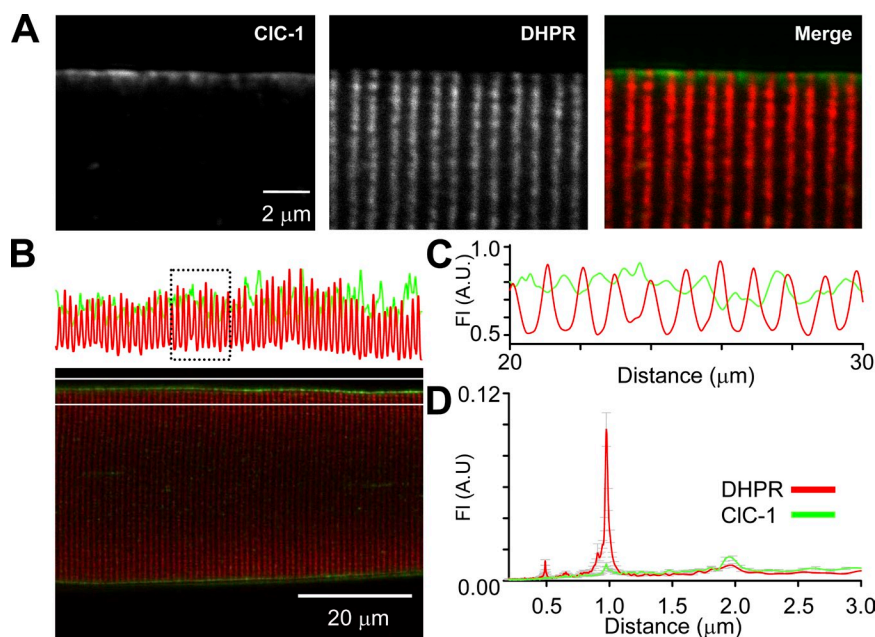 A
ClC-1
DHPR
Merge
2 μm
B
C
FI (A.U.)
1.0
0.5
20
30
Distance (μm)
20 μm
D
FI (A.U)
0.12
0.00
DHPR
ClC-1
0.5
1.0
1.5
2.0
2.5
3.0
Distance (μm)